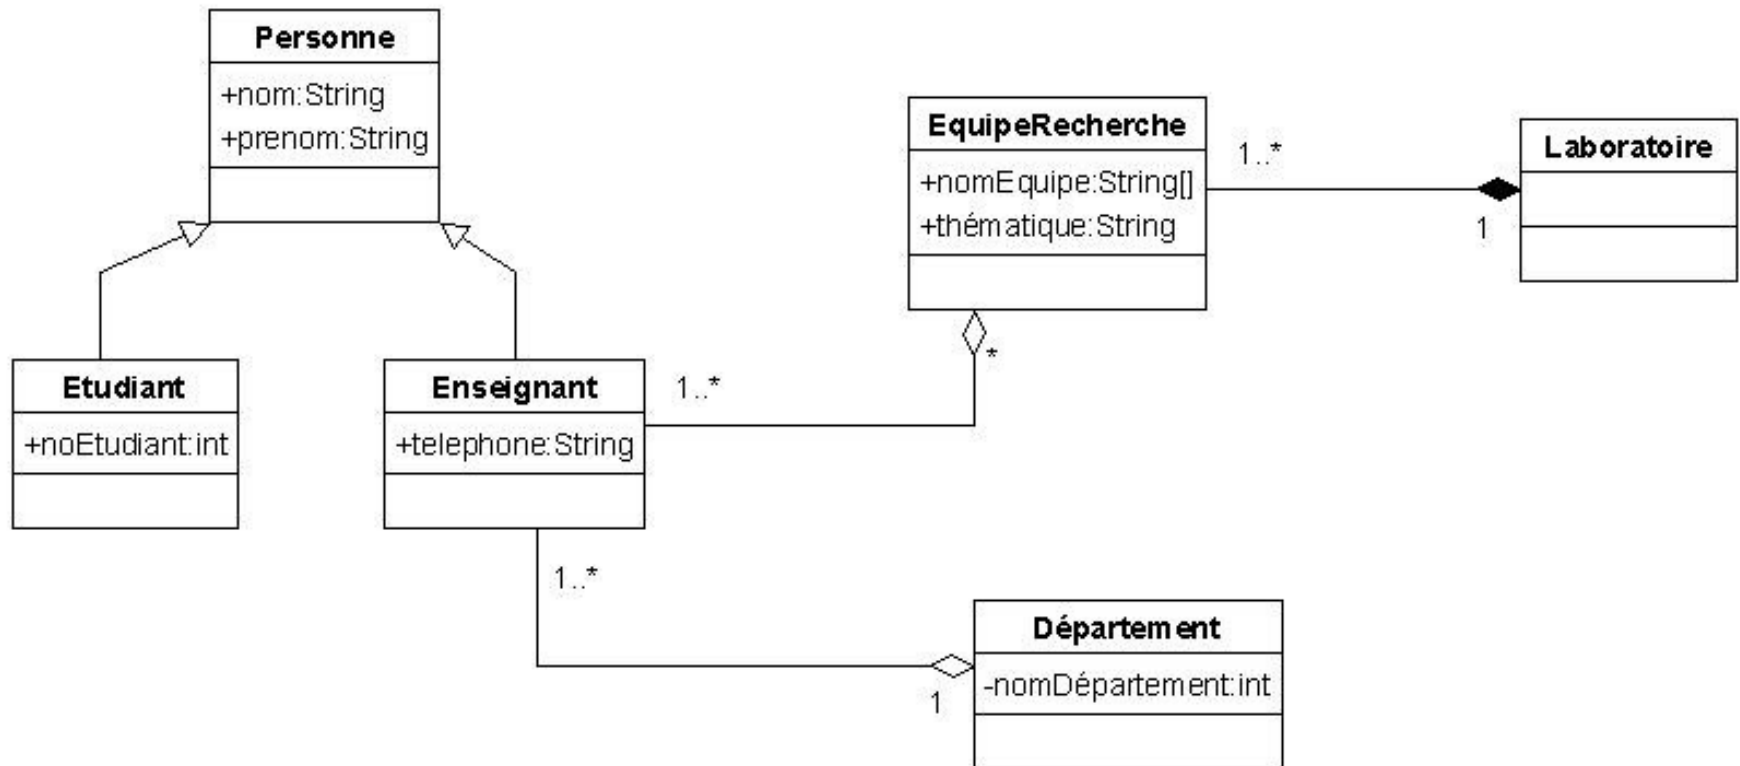 Personne
+nom:String
+prenom:String
EquipeRecherche
+nomEquipe:String[]
+thématique:String
1..*
1
Laboratoire
Etudiant
+noEtudiant:int
Enseignant
+telephone:String
1..*
*
1..*
1
Département
-nomDépartement:int